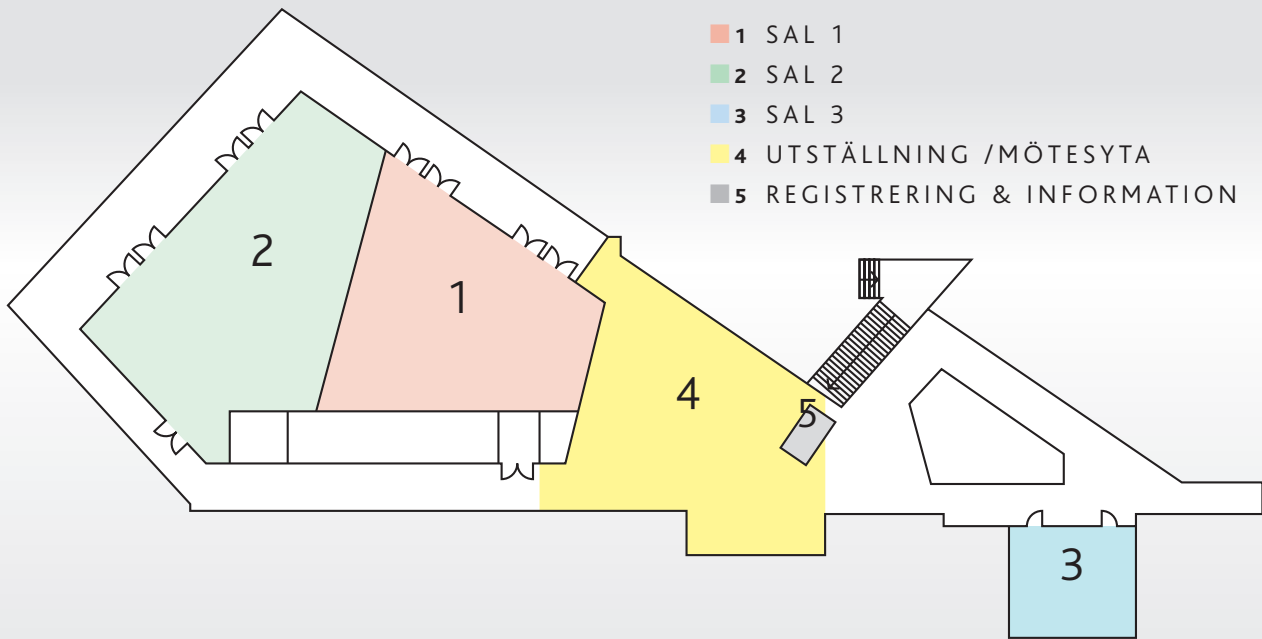 1 SAL 1
2 SAL 2
3 SAL 3
4 UTSTÄLLNING /MÖTESYTA
5 REGISTRERING & INFORMATION
2
1
4
5
3